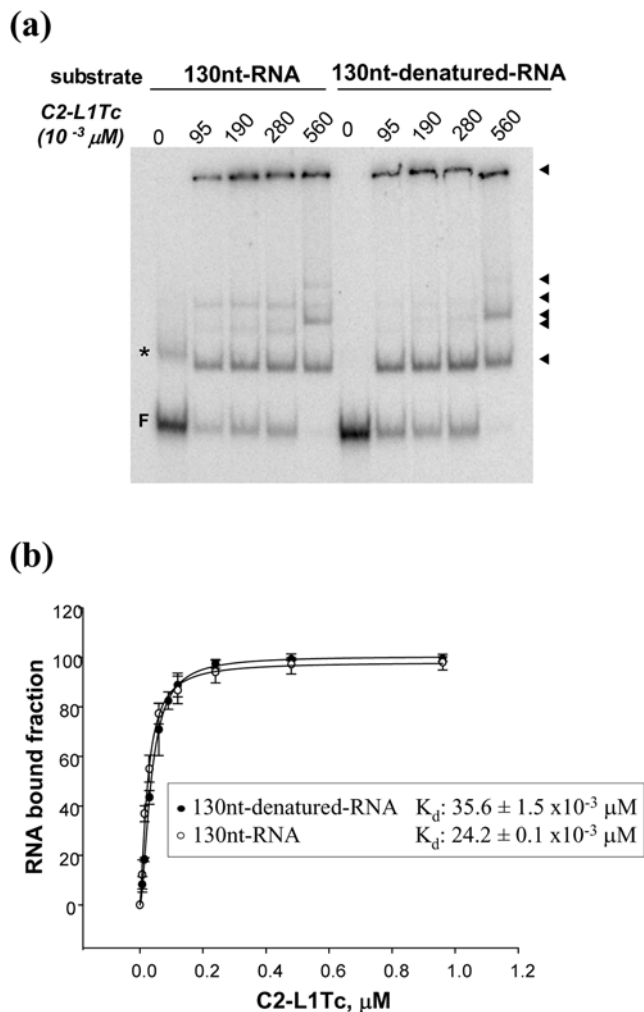 (a)
substrate 130nt-RNA 130nt-denatured-RNA
C2-L1Tc 0 95 190 280 560 0 95 190 280 560
(10 -3 μM)
*
F
(b)
120
100
80
60
40
20
0
RNA bound fraction
130nt-denatured-RNA Kd: 35.6 ± 1.5 x10-3 μM
130nt-RNA Kd: 24.2 ± 0.1 x10-3 μM
0.0 0.2 0.4 0.6 0.8 1.0 1.2
C2-L1Tc, μM